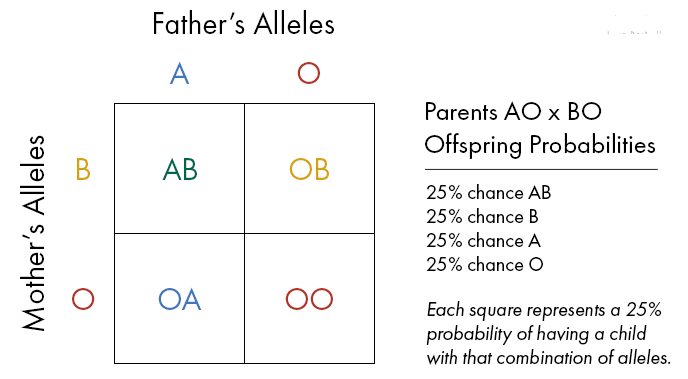 Father's Alleles
A O
Mother's Alleles
B AB OB
O OA OO
Parents AO x BO
Offspring Probabilities
25% chance AB
25% chance B
25% chance A
25% chance O
Each square represents a 25%
probability of having a child
with that combination of alleles.